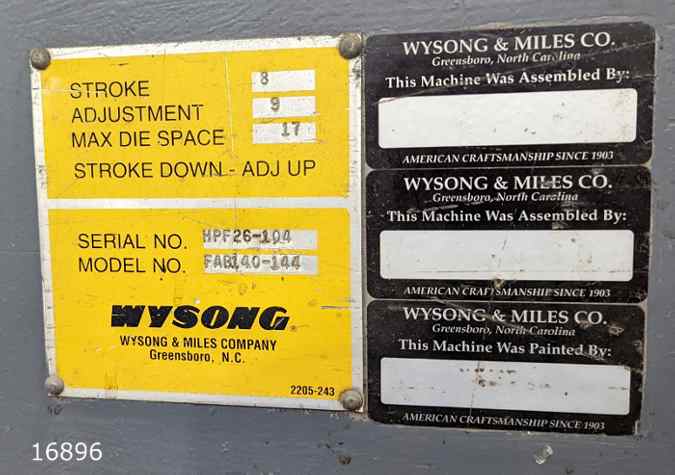 STROKE 8
ADJUSTMENT 9
MAX DIE SPACE 17
STROKE DOWN - ADJ UP
SERIAL NO. HPF26-104
MODEL NO. FAB140-144
WYSONG®
WYSONG & MILES COMPANY
Greensboro, N.C.
2205-243
WYSONG & MILES CO.
Greensboro, North Carolina
This Machine Was Assembled By:
AMERICAN CRAFTSMANSHIP SINCE 1903
WYSONG & MILES CO.
Greensboro, North Carolina
This Machine Was Assembled By:
AMERICAN CRAFTSMANSHIP SINCE 1903
WYSONG & MILES CO.
Greensboro, North Carolina
This Machine Was Painted By:
AMERICAN CRAFTSMANSHIP SINCE 1903
16896